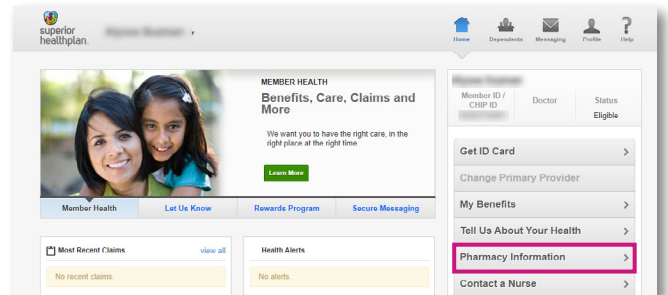 superior
healthplan.
Home
Dependents
Messaging
Profile
Help
MEMBER HEALTH
Benefits, Care, Claims and
More
We want you to have the right care, in the
right place at the right time
Learn More
Member Health
Let Us Know
Rewards Program
Secure Messaging
Most Recent Claims
view all
No recent claims.
Health Alerts
No alerts.
Member ID /
CHIP ID
Doctor
Status
Eligible
Get ID Card
Change Primary Provider
My Benefits
Tell Us About Your Health
Pharmacy Information
Contact a Nurse